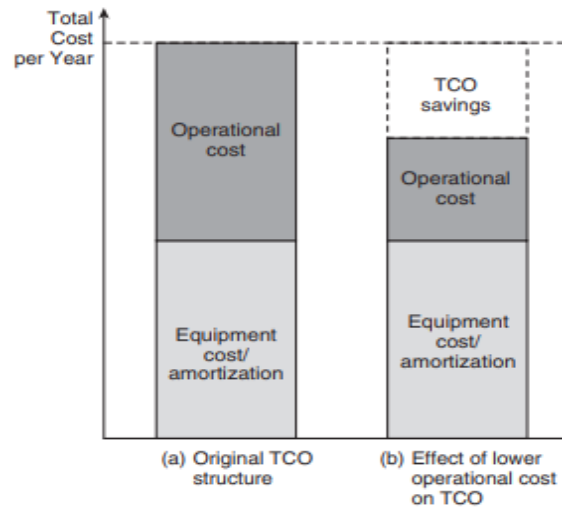 Total
Cost
per Year
Operational
cost
Equipment
cost/
amortization
TCO
savings
Operational
cost
Equipment
cost/
amortization
(a) Original TCO
structure
(b) Effect of lower
operational cost
on TCO